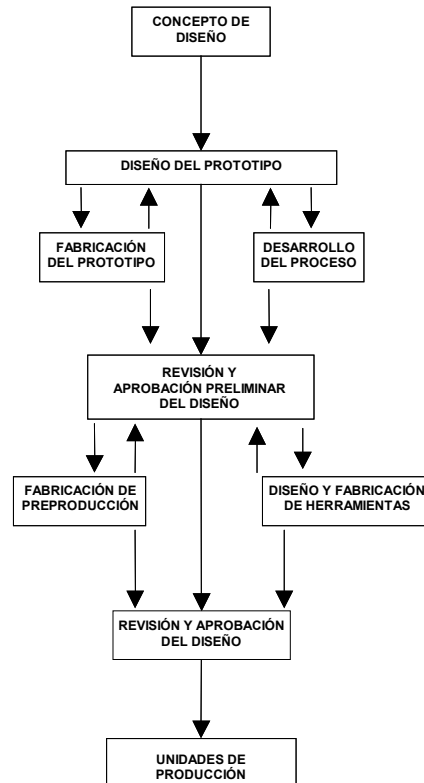 CONCEPTO DE
DISEÑO
DISEÑO DEL PROTOTIPO
FABRICACIÓN
DEL PROTOTIPO
DESARROLLO
DEL PROCESO
REVISIÓN Y
APROBACIÓN PRELIMINAR
DEL DISEÑO
FABRICACIÓN DE
PREPRODUCCIÓN
DISEÑO Y FABRICACIÓN
DE HERRAMIENTAS
REVISIÓN Y APROBACIÓN
DEL DISEÑO
UNIDADES DE
PRODUCCIÓN